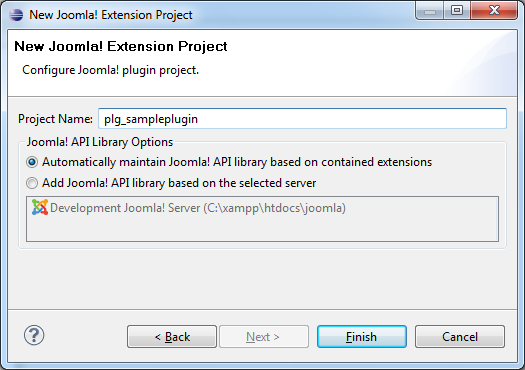 New Joomla! Extension Project
New Joomla! Extension Project
Configure Joomla! plugin project.
Project Name: plg_sampleplugin
Joomla! API Library Options
Automatically maintain Joomla! API library based on contained extensions
Add Joomla! API library based on the selected server
Development Joomla! Server (C:\xampp\htdocs\joomla)
? < Back Next > Finish Cancel